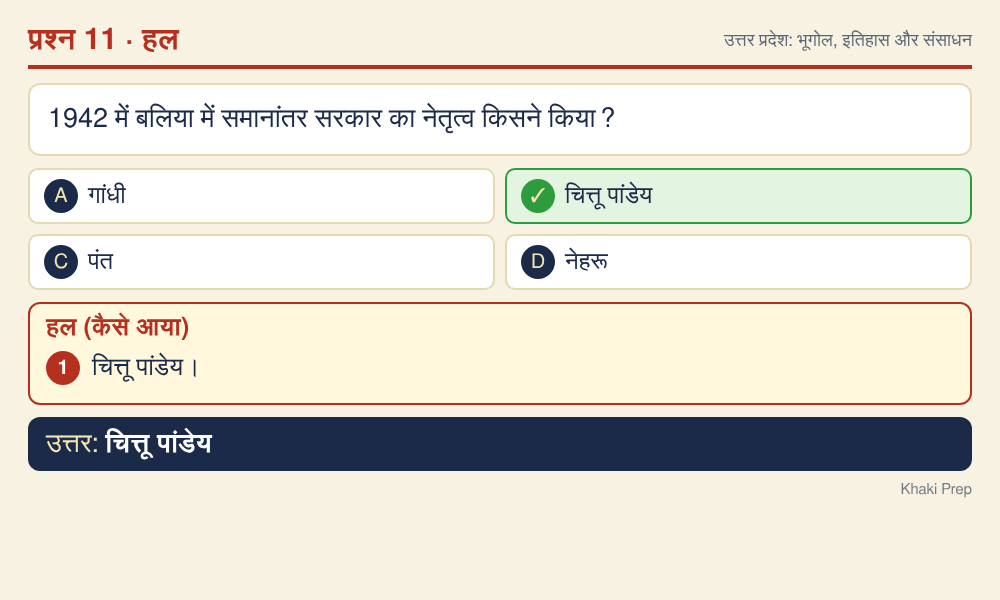 प्रश्न 11 · हल
उत्तर प्रदेश: भूगोल, इतिहास और संसाधन
1942 में बलिया में समानांतर सरकार का नेतृत्व किसने किया ?
A गांधी
✓ चित्तू पांडेय
C पंत
D नेहरू
हल (कैसे आया)
1 चित्तू पांडेय।
उत्तर: चित्तू पांडेय
Khaki Prep